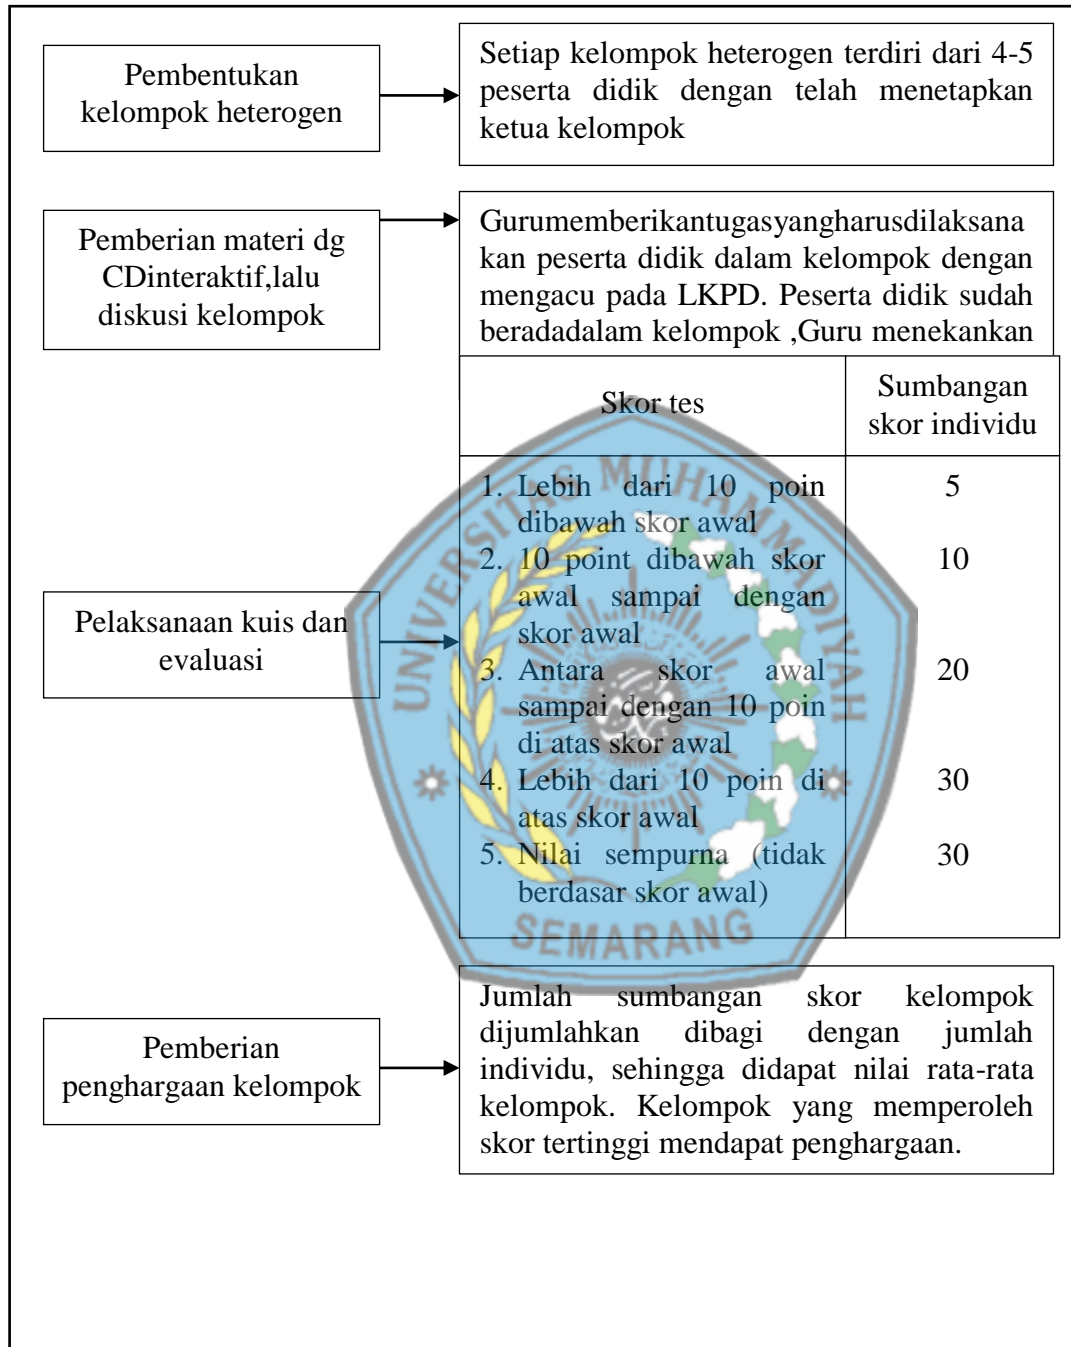 Pembentukan
kelompok heterogen
Setiap kelompok heterogen terdiri dari 4-5
peserta didik dengan telah menetapkan
ketua kelompok
Pemberian materi dg
CDinteraktif,lalu
diskusi kelompok
Gurumemberikantugasyangharusdilaksana
kan peserta didik dalam kelompok dengan
mengacu pada LKPD. Peserta didik sudah
beradadalam kelompok ,Guru menekankan
Skor tes
Sumbangan
skor individu
Pelaksanaan kuis dan
evaluasi
1. Lebih dari 10 poin
dibawah skor awal
5
2. 10 point dibawah skor
awal sampai dengan
skor awal
10
3. Antara skor awal
sampai dengan 10 poin
di atas skor awal
20
4. Lebih dari 10 poin di
atas skor awal
30
5. Nilai sempurna (tidak
berdasar skor awal)
30
UNIVERSITAS MUHAMMADIYAH
SEMARANG
Pemberian
penghargaan kelompok
Jumlah sumbangan skor kelompok
dijumlahkan dibagi dengan jumlah
individu, sehingga didapat nilai rata-rata
kelompok. Kelompok yang memperoleh
skor tertinggi mendapat penghargaan.